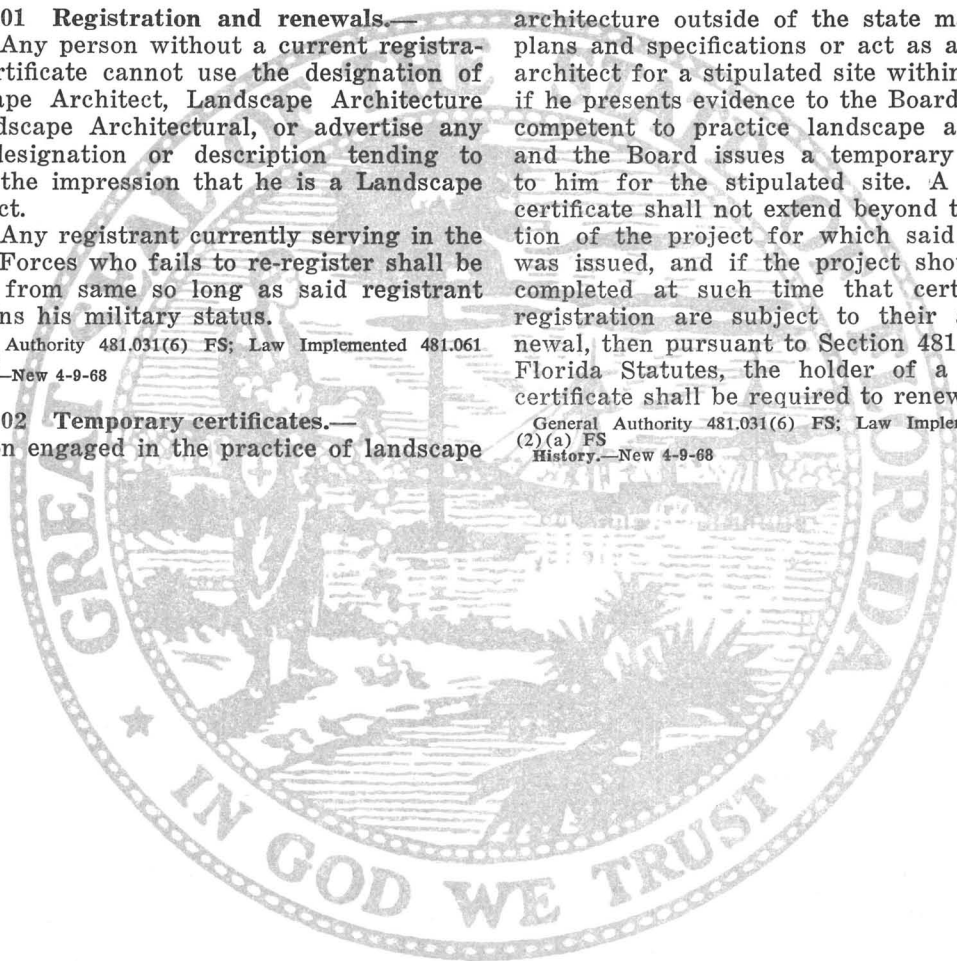 01 Registration and renewals.—
Any person without a current registra-
rtificate cannot use the designation of
ape Architect, Landscape Architecture
dscape Architectural, or advertise any
designation or description tending to
the impression that he is a Landscape
ct.
Any registrant currently serving in the
Forces who fails to re-register shall be
from same so long as said registrant
ns his military status.
Authority 481.031(6) FS; Law Implemented 481.061
—New 4-9-68
02 Temporary certificates.—
n engaged in the practice of landscape
architecture outside of the state m
plans and specifications or act as a
architect for a stipulated site within
if he presents evidence to the Board
competent to practice landscape a
and the Board issues a temporary
to him for the stipulated site. A
certificate shall not extend beyond t
tion of the project for which said
was issued, and if the project shou
completed at such time that cert
registration are subject to their
newal, then pursuant to Section 481
Florida Statutes, the holder of a
certificate shall be required to renew
General Authority 481.031(6) FS; Law Imple
(2)(a) FS
History.—New 4-9-68
GREAT SEAL OF THE STATE OF FLORIDA
IN GOD WE TRUST